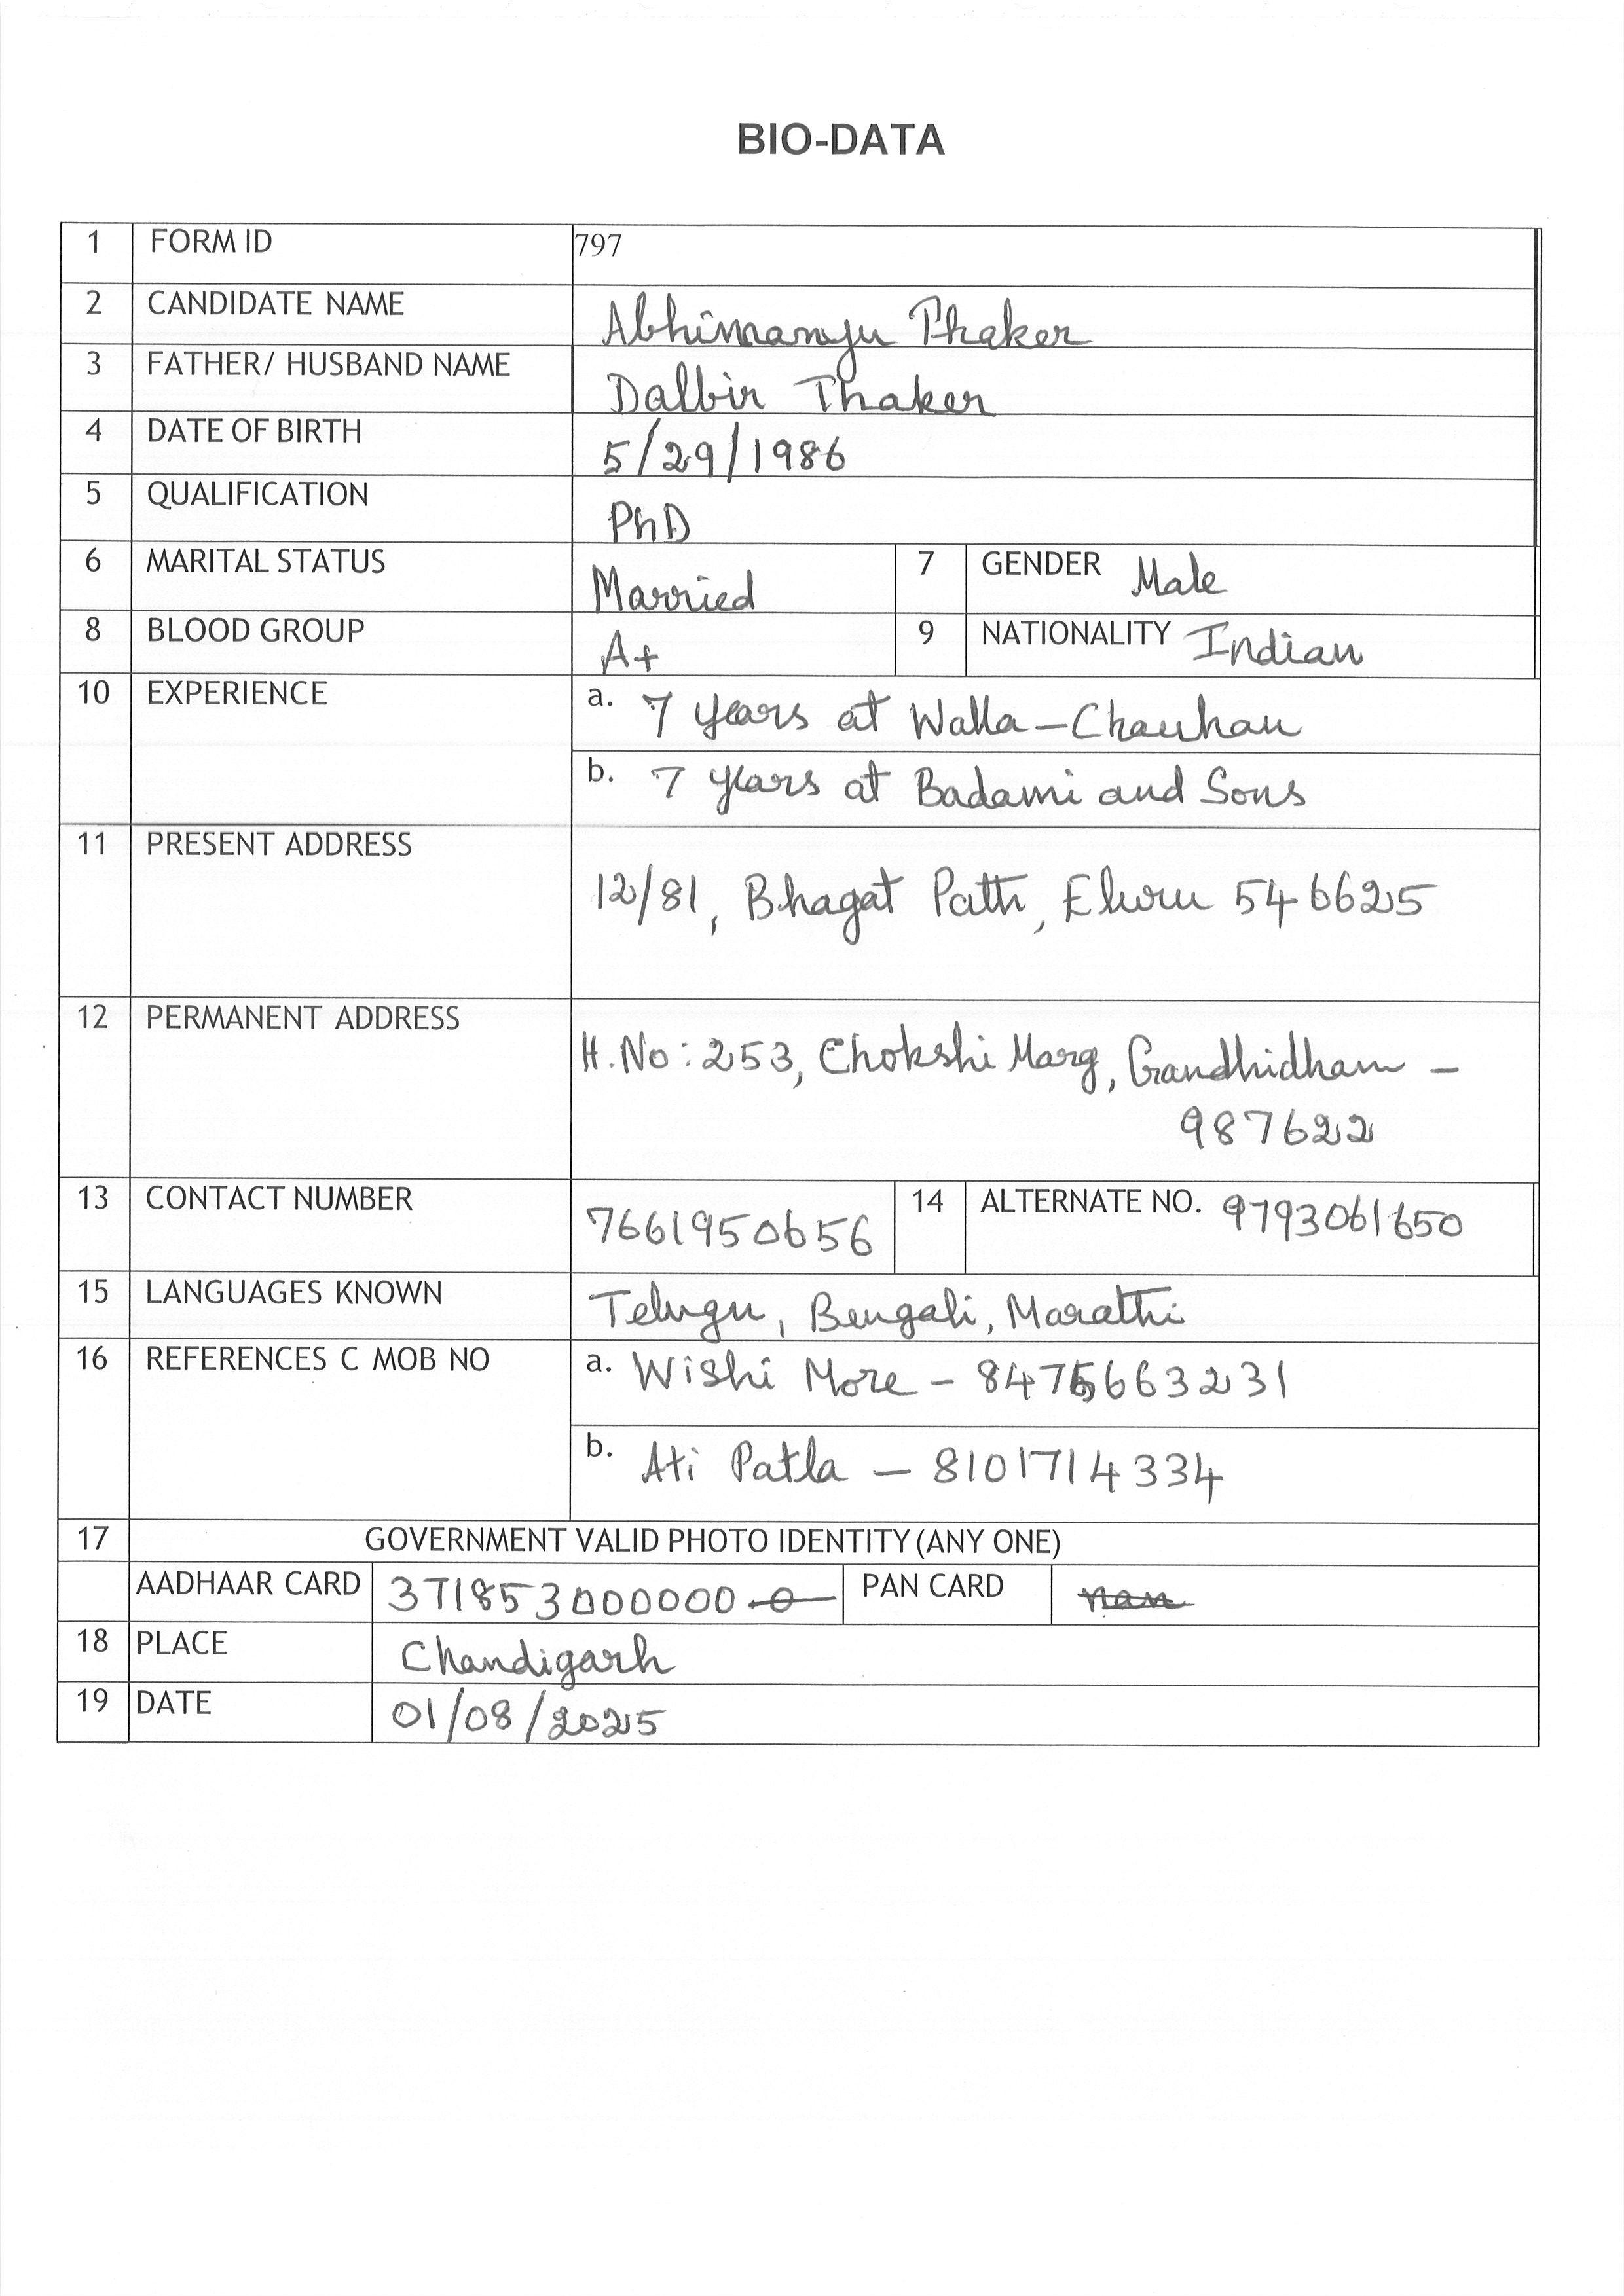 BIO-DATA
1 FORM ID 797
2 CANDIDATE NAME Abhimanyu Thaker
3 FATHER/ HUSBAND NAME Dalbir Thaker
4 DATE OF BIRTH 5/29/1986
5 QUALIFICATION PhD
6 MARITAL STATUS Married 7 GENDER Male
8 BLOOD GROUP A+ 9 NATIONALITY Indian
10 EXPERIENCE a. 7 years at Walla-Chauhan
b. 7 years at Badami and Sons
11 PRESENT ADDRESS
12/81, Bhagat Path, Eluru 546625
12 PERMANENT ADDRESS
H.No: 253, Chokshi Marg, Gandhidham -
987622
13 CONTACT NUMBER 7661950656 14 ALTERNATE NO. 9793061650
15 LANGUAGES KNOWN Telugu, Bengali, Marathi
16 REFERENCES C MOB NO a. Wishi More - 8475663231
b. Ati Patla - 8101714334
17 GOVERNMENT VALID PHOTO IDENTITY (ANY ONE)
AADHAAR CARD 371853000000 PAN CARD nan
18 PLACE Chandigarh
19 DATE 01/08/2025